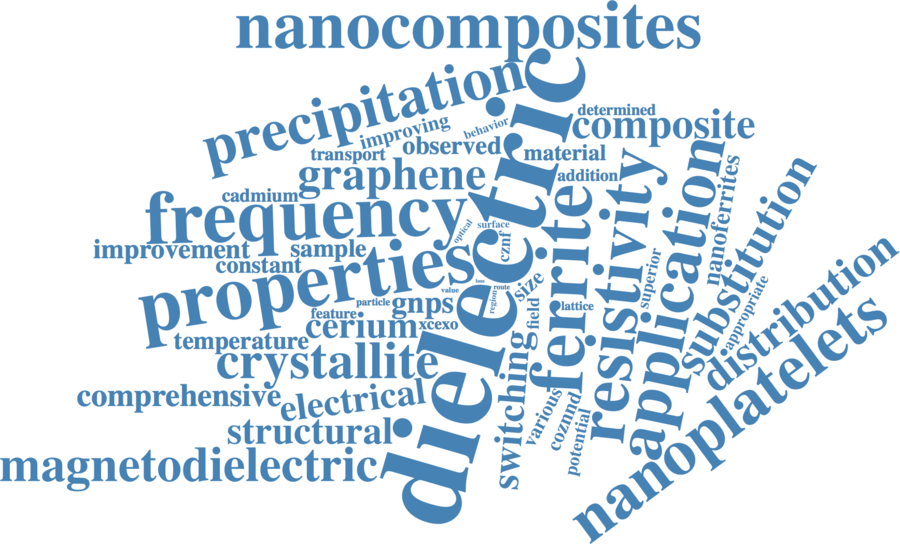 nanocomposites
precipitation
dielectric
improving
behavior
determined
composite
transport
observed
material
graphene
addition
cadmium
frequency
optical
surface
cznf
ferrite
resistivity
application
nanoferrites
substitution
improvement
sample
constant
properties
size
superior
appropriate
distribution
value
route
region
particle
gnps
field
lattice
feature
cerium
xcexo
temperature
crystallite
switching
nanoplatelets
comprehensive
electrical
various
coznnd
potential
structural
magnetodielectric